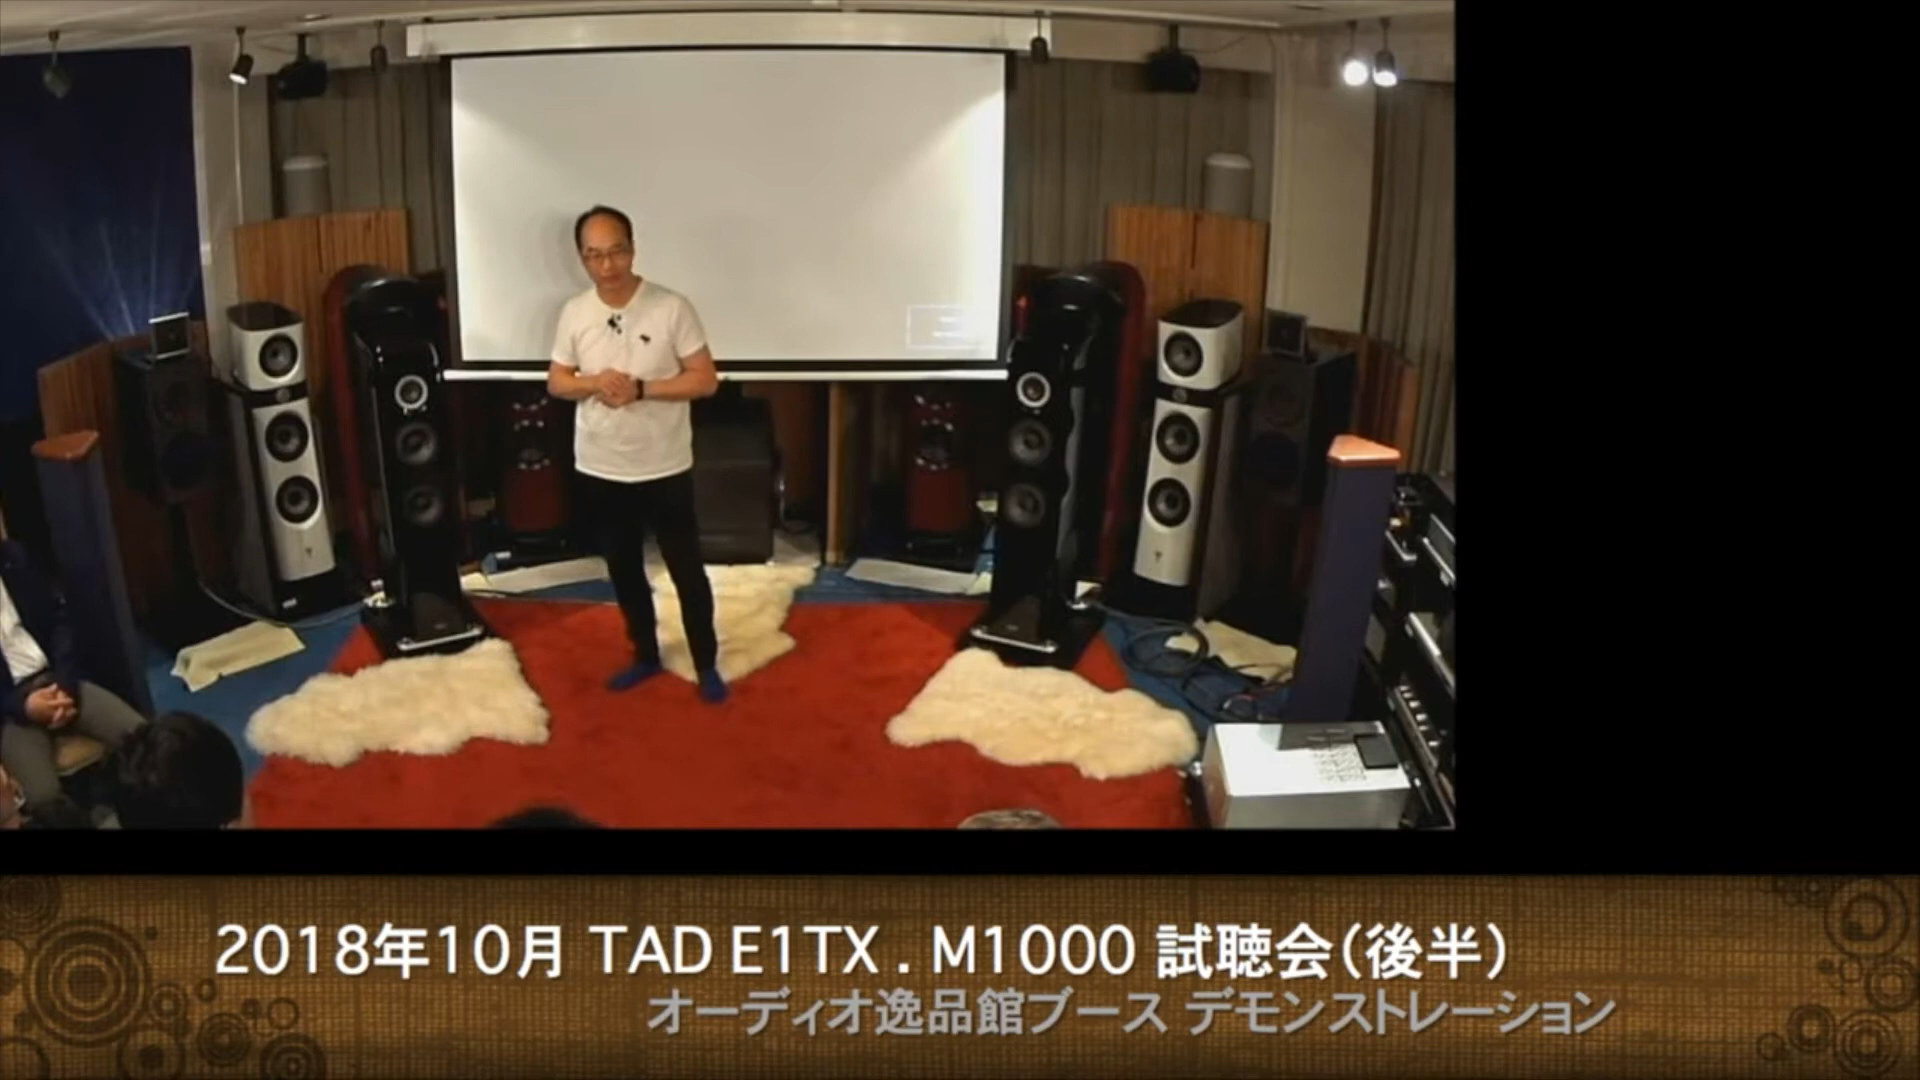 2018年10月 TAD E1TX . M1000 試聴会（後半）
オーディオ逸品館ブース デモンストレーション